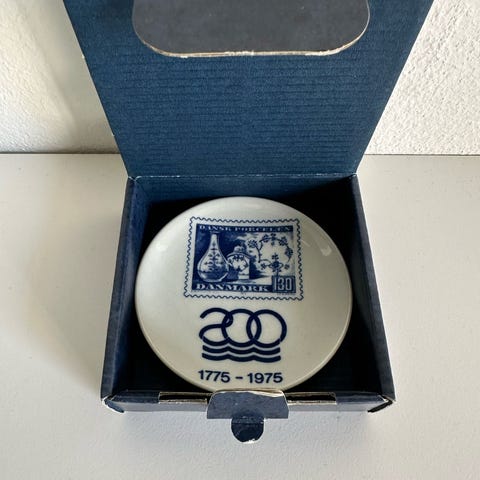 DANSK PORCELÆN
DANMARK 130
200
1775 - 1975